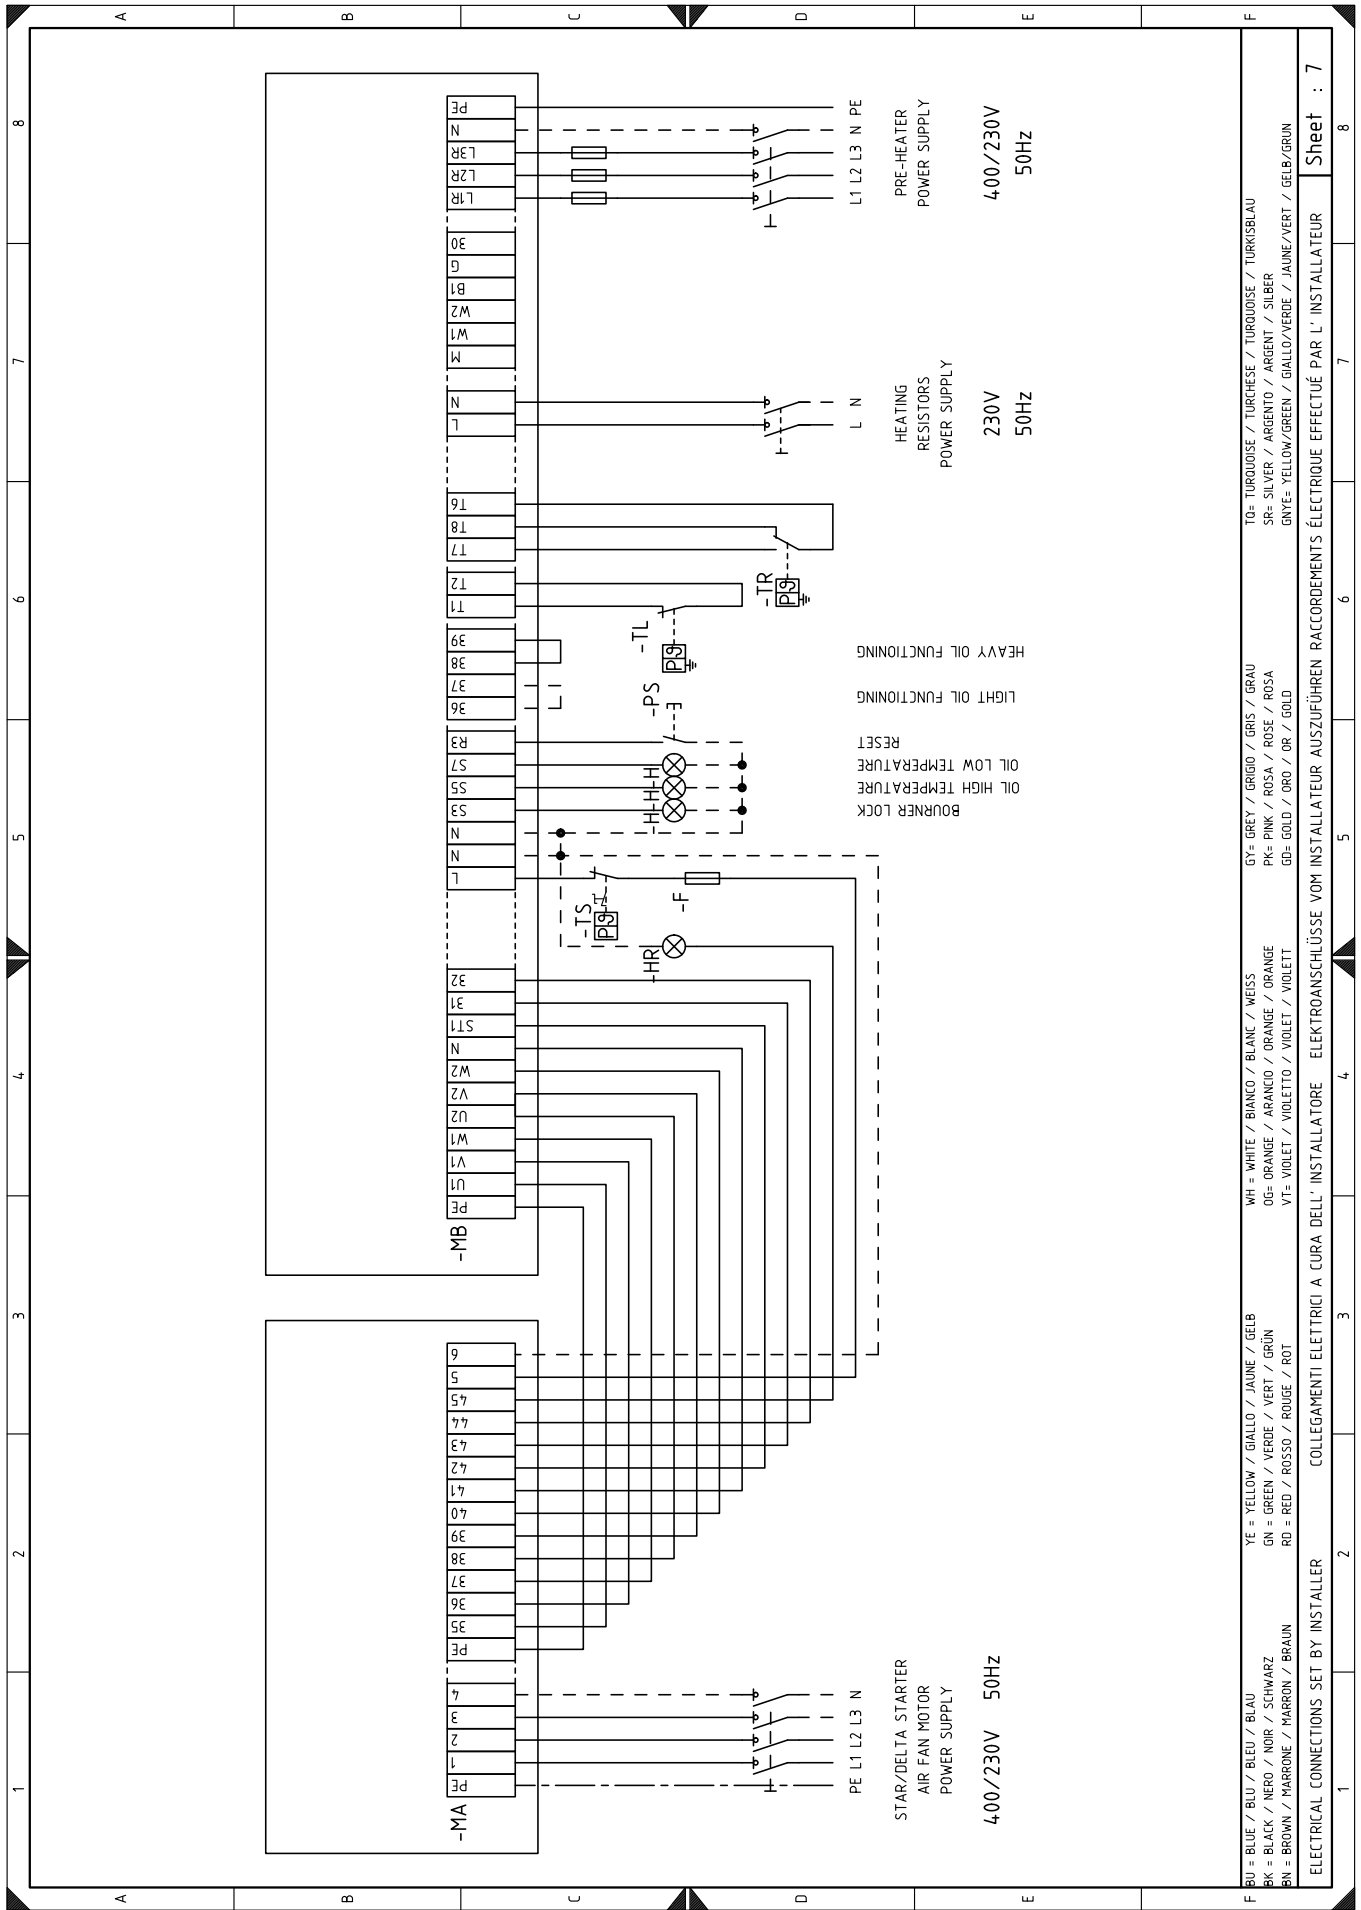 1 2 3 4 5 6 7 8
A
B
C
D
E
F
-MA
PE 1 2 3 4
PE 35 36 37 38 39 40 41 42 43 44 45 5 6
-MB
PE U1 V1 W1 U2 V2 W2 N ST1 31 32
L N N S3 S5 S7 R3
36 37 38 39
T1 T2
T7 T8 T6
L N
M W1 W2 B1 G 30
L1R L2R L3R N PE
-HR
-TS
-F
-H
-H
-H
-PS
-TL
-TR
P9
P9
P9
PE L1 L2 L3 N
STAR/DELTA STARTER
AIR FAN MOTOR
POWER SUPPLY
400/230V 50Hz
BOURNER LOCK
OIL HIGH TEMPERATURE
OIL LOW TEMPERATURE
RESET
LIGHT OIL FUNCTIONING
HEAVY OIL FUNCTIONING
L N
HEATING
RESISTORS
POWER SUPPLY
230V
50Hz
L1 L2 L3 N PE
PRE-HEATER
POWER SUPPLY
400/230V
50Hz
BU = BLUE / BLU / BLEU / BLAU
BK = BLACK / NERO / NOIR / SCHWARZ
BN = BROWN / MARRONE / MARRON / BRAUN
YE = YELLOW / GIALLO / JAUNE / GELB
GN = GREEN / VERDE / VERT / GRÜN
RD = RED / ROSSO / ROUGE / ROT
WH = WHITE / BIANCO / BLANC / WEISS
OG= ORANGE / ARANCIO / ORANGE / ORANGE
VT= VIOLET / VIOLETTO / VIOLET / VIOLETT
GY= GREY / GRIGIO / GRIS / GRAU
PK= PINK / ROSA / ROSE / ROSA
GD= GOLD / ORO / OR / GOLD
TQ= TURQUOISE / TURCHESE / TURQUOISE / TURKISBLAU
SR= SILVER / ARGENTO / ARGENT / SILBER
GNYE= YELLOW/GREEN / GIALLO/VERDE / JAUNE/VERT / GELB/GRUN
ELECTRICAL CONNECTIONS SET BY INSTALLER COLLEGAMENTI ELETTRICI A CURA DELL' INSTALLATORE ELEKTROANSCHLÜSSE VOM INSTALLATEUR AUSZUFÜHREN RACCORDEMENTS ÉLECTRIQUE EFFECTUÉ PAR L' INSTALLATEUR
Sheet : 7
1 2 3 4 5 6 7 8
A
B
C
D
E
F